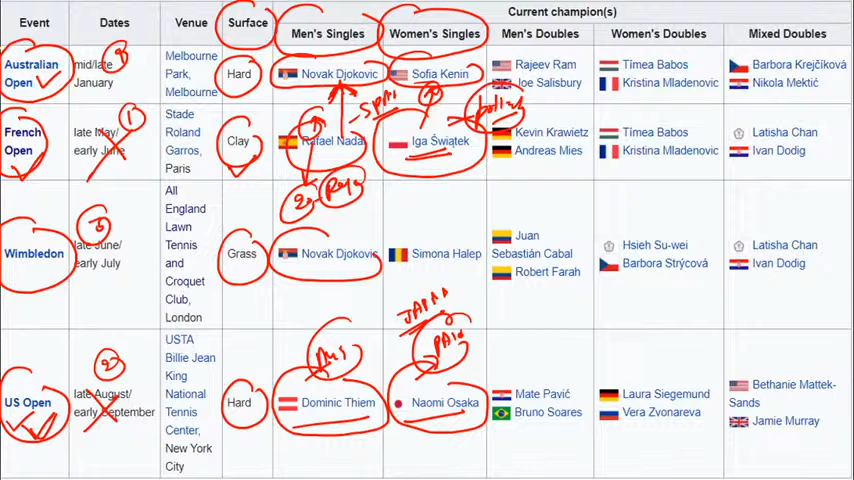 Event Dates Venue Surface Current champion(s)
Men's Singles Women's Singles Men's Doubles Women's Doubles Mixed Doubles
Australian
Open
mid/late
January
Melbourne
Park,
Melbourne
Hard
Novak Djokovic
Sofia Kenin
Rajeev Ram
Joe Salisbury
Tímea Babos
Kristina Mladenovic
Barbora Krejčíková
Nikola Mektić
French
Open
late May/
early June
1
Stade
Roland
Garros,
Paris
Clay
Rafael Nadal
Iga Świątek
Kevin Krawietz
Andreas Mies
Tímea Babos
Kristina Mladenovic
Latisha Chan
Ivan Dodig
Wimbledon
late June/
early July
All
England
Lawn
Tennis
and
Croquet
Club,
London
Grass
Novak Djokovic
Simona Halep
Juan
Sebastián Cabal
Robert Farah
Hsieh Su-wei
Barbora Strýcová
Latisha Chan
Ivan Dodig
US Open
2
late August/
early September
USTA
Billie Jean
King
National
Tennis
Center,
New York
City
Hard
Dominic Thiem
Naomi Osaka
Mate Pavić
Bruno Soares
Laura Siegemund
Vera Zvonareva
Bethanie Mattek-
Sands
Jamie Murray